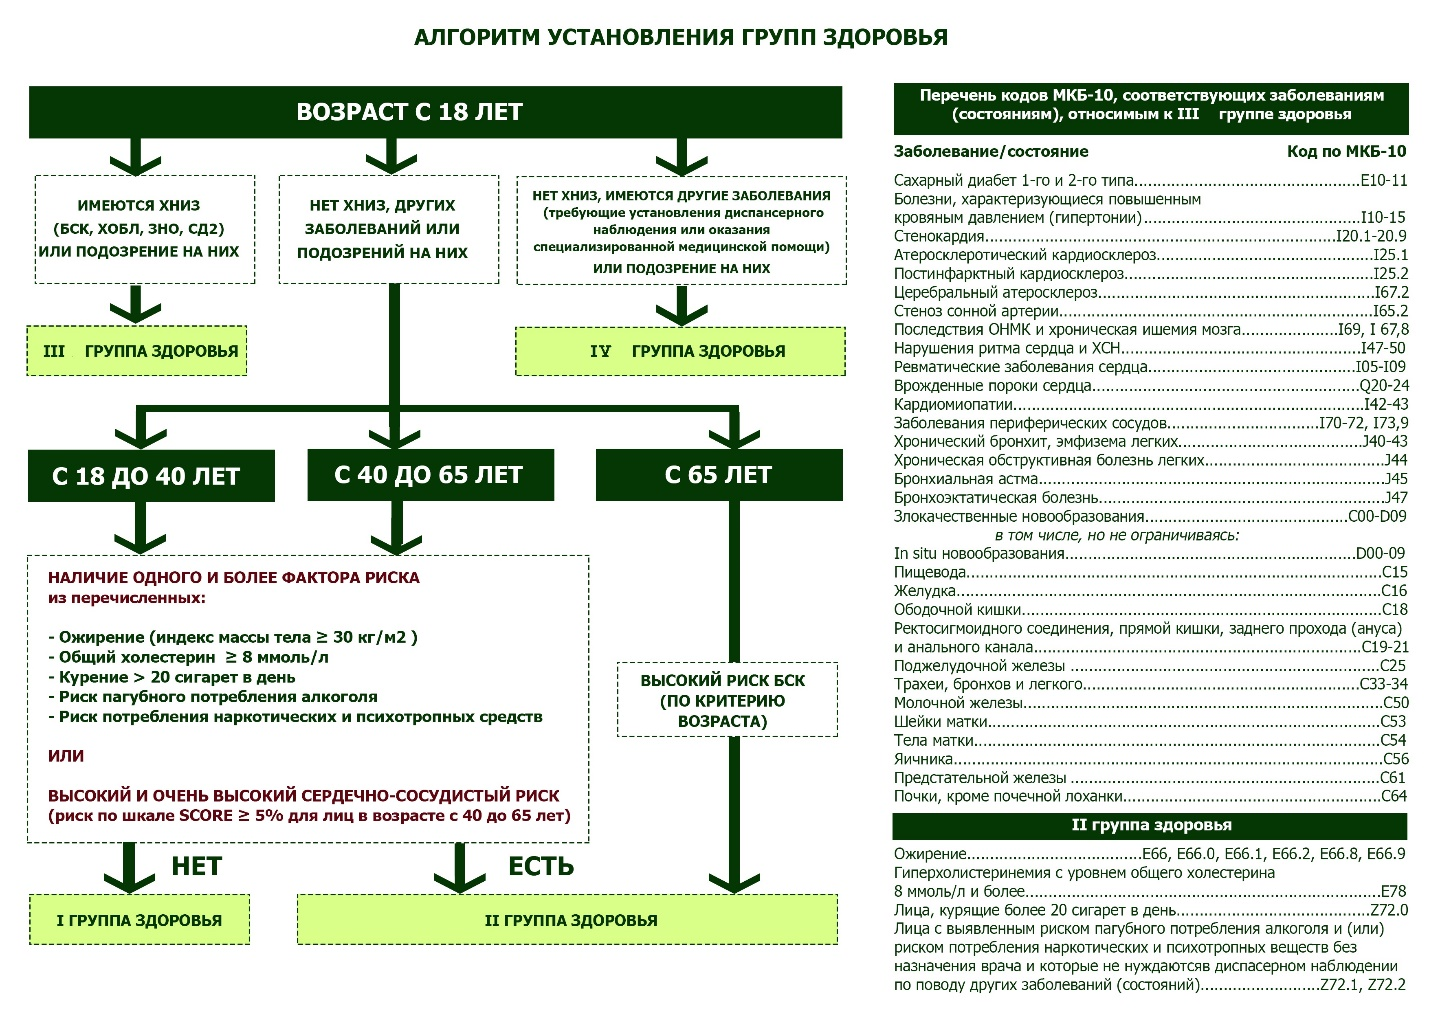 АЛГОРИТМ УСТАНОВЛЕНИЯ ГРУПП ЗДОРОВЬЯ
ВОЗРАСТ С 18 ЛЕТ
ИМЕЮТСЯ ХНИЗ
(БСК, ХОБЛ, ЗНО, СД2)
ИЛИ ПОДОЗРЕНИЕ НА НИХ
НЕТ ХНИЗ, ДРУГИХ
ЗАБОЛЕВАНИЙ ИЛИ
ПОДОЗРЕНИЙ НА НИХ
НЕТ ХНИЗ, ИМЕЮТСЯ ДРУГИЕ ЗАБОЛЕВАНИЯ
(требующие установления диспансерного
наблюдения или оказания
специализированной медицинской помощи)
ИЛИ ПОДОЗРЕНИЕ НА НИХ
III ГРУППА ЗДОРОВЬЯ
IV ГРУППА ЗДОРОВЬЯ
С 18 ДО 40 ЛЕТ
С 40 ДО 65 ЛЕТ
С 65 ЛЕТ
НАЛИЧИЕ ОДНОГО И БОЛЕЕ ФАКТОРА РИСКА
из перечисленных:
- Ожирение (индекс массы тела ≥ 30 кг/м2 )
- Общий холестерин ≥ 8 ммоль/л
- Курение > 20 сигарет в день
- Риск пагубного потребления алкоголя
- Риск потребления наркотических и психотропных средств
ИЛИ
ВЫСОКИЙ И ОЧЕНЬ ВЫСОКИЙ СЕРДЕЧНО-СОСУДИСТЫЙ РИСК
(риск по шкале SCORE ≥ 5% для лиц в возрасте с 40 до 65 лет)
ВЫСОКИЙ РИСК БСК
(ПО КРИТЕРИЮ
ВОЗРАСТА)
НЕТ
ЕСТЬ
I ГРУППА ЗДОРОВЬЯ
II ГРУППА ЗДОРОВЬЯ
Перечень кодов МКБ-10, соответствующих заболеваниям
(состояниям), относимым к III группе здоровья
Заболевание/состояние Код по МКБ-10
Сахарный диабет 1-го и 2-го типа.....E10-11
Болезни, характеризующиеся повышенным
кровяным давлением (гипертонии).....I10-15
Стенокардия.....I20.1-20.9
Атеросклеротический кардиосклероз.....I25.1
Постинфарктный кардиосклероз.....I25.2
Церебральный атеросклероз.....I67.2
Стеноз сонной артерии.....I65.2
Последствия ОНМК и хроническая ишемия мозга.....I69, I 67,8
Нарушения ритма сердца и ХСН.....I47-50
Ревматические заболевания сердца.....I05-I09
Врожденные пороки сердца.....Q20-24
Кардиомиопатии.....I42-43
Заболевания периферических сосудов.....I70-72, I73,9
Хронический бронхит, эмфизема легких.....J40-43
Хроническая обструктивная болезнь легких.....J44
Бронхиальная астма.....J45
Бронхоэктатическая болезнь.....J47
Злокачественные новообразования.....C00-D09
в том числе, но не ограничиваясь:
In situ новообразования.....D00-09
Пищевода.....C15
Желудка.....C16
Ободочной кишки.....C18
Ректосигмоидного соединения, прямой кишки, заднего прохода (ануса)
и анального канала.....C19-21
Поджелудочной железы .....C25
Трахеи, бронхов и легкого.....C33-34
Молочной железы.....C50
Шейки матки.....C53
Тела матки.....C54
Яичника.....C56
Предстательной железы .....C61
Почки, кроме почечной лоханки.....C64
II группа здоровья
Ожирение.....E66, E66.0, E66.1, E66.2, E66.8, E66.9
Гиперхолистеринемия с уровнем общего холестерина
8 ммоль/л и более.....E78
Лица, курящие более 20 сигарет в день.....Z72.0
Лица с выявленным риском пагубного потребления алкоголя и (или)
риском потребления наркотических и психотропных веществ без
назначения врача и которые не нуждаютсяв диспасерном наблюдении
по поводу других заболеваний (состояний).....Z72.1, Z72.2